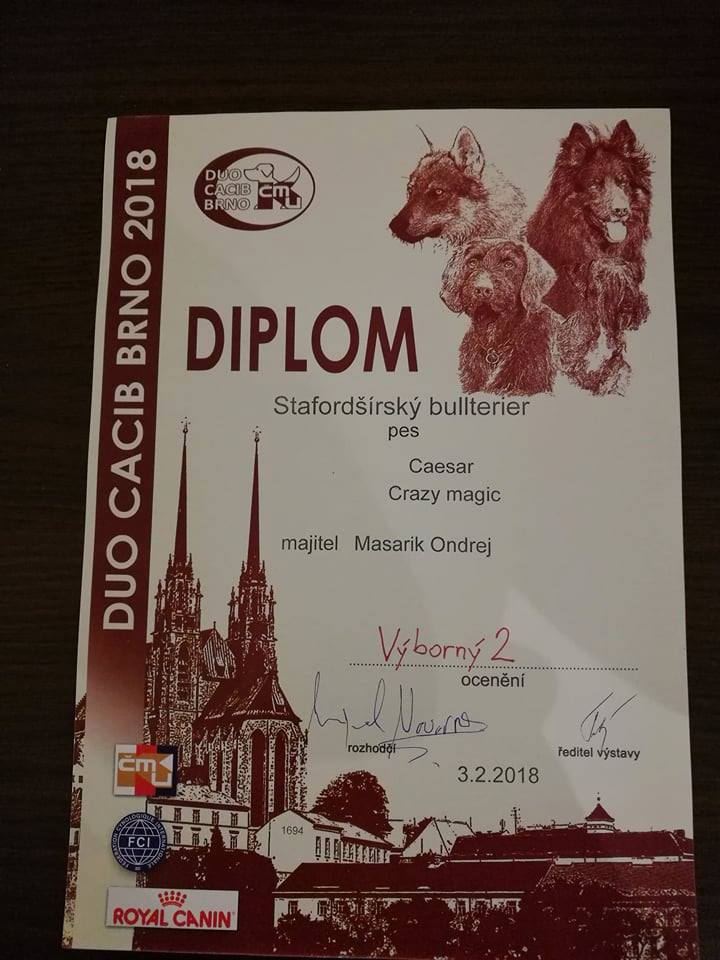 DUO CACIB BRNO 2018
DUO
CACIB
BRNO
ČMKU
DIPLOM
Stafordšírský bullterier
pes
Caesar
Crazy magic
majitel Masarik Ondrej
Výborný 2
ocenění
rozhodčí
ředitel výstavy
3.2.2018
1694
ČMKU
FCI
ROYAL CANIN